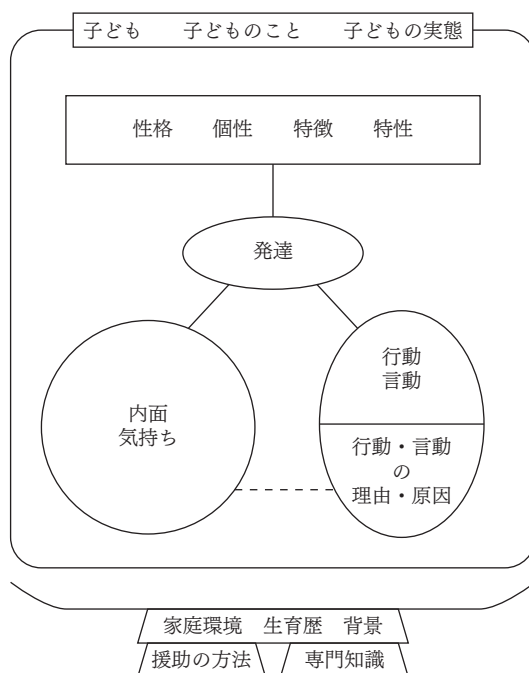 子ども 子どものこと 子どもの実態
性格 個性 特徴 特性
発達
内面
気持ち
行動
言動
行動・言動
の
理由・原因
家庭環境 生育歴 背景
援助の方法 専門知識